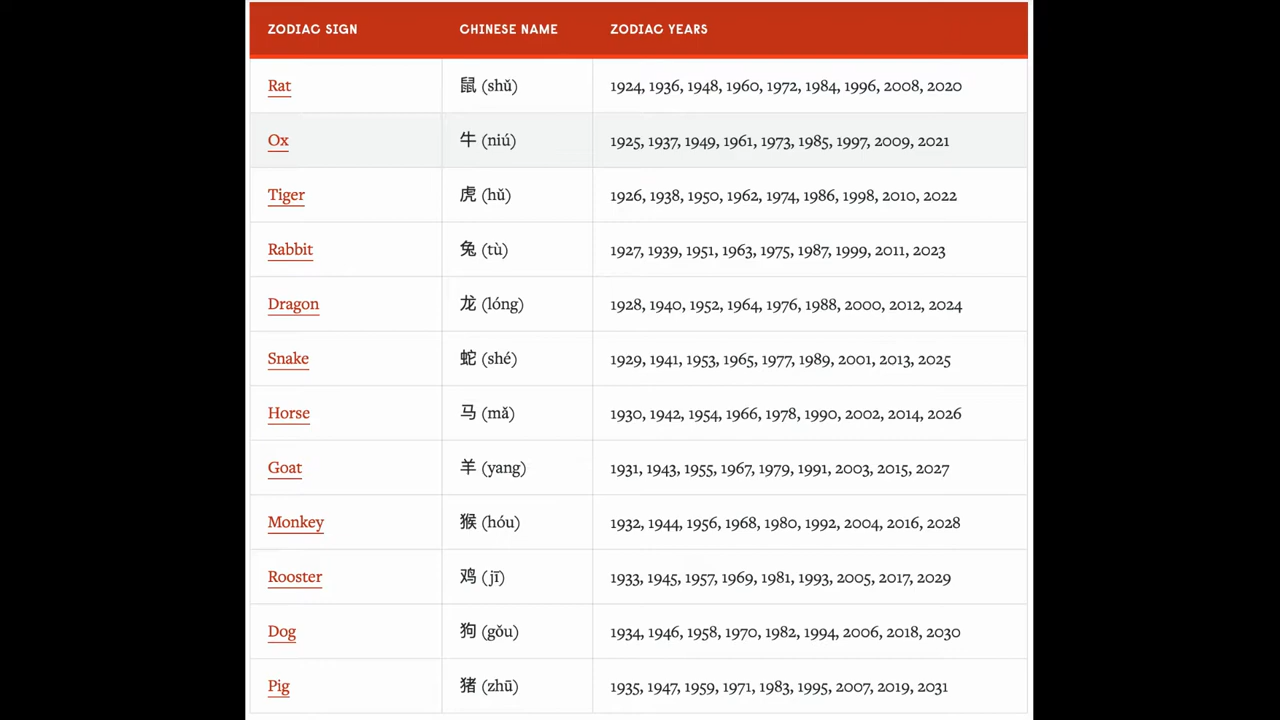 ZODIAC SIGN CHINESE NAME ZODIAC YEARS
Rat 鼠 (shǔ) 1924, 1936, 1948, 1960, 1972, 1984, 1996, 2008, 2020
Ox 牛 (niú) 1925, 1937, 1949, 1961, 1973, 1985, 1997, 2009, 2021
Tiger 虎 (hǔ) 1926, 1938, 1950, 1962, 1974, 1986, 1998, 2010, 2022
Rabbit 兔 (tù) 1927, 1939, 1951, 1963, 1975, 1987, 1999, 2011, 2023
Dragon 龙 (lóng) 1928, 1940, 1952, 1964, 1976, 1988, 2000, 2012, 2024
Snake 蛇 (shé) 1929, 1941, 1953, 1965, 1977, 1989, 2001, 2013, 2025
Horse 马 (mǎ) 1930, 1942, 1954, 1966, 1978, 1990, 2002, 2014, 2026
Goat 羊 (yang) 1931, 1943, 1955, 1967, 1979, 1991, 2003, 2015, 2027
Monkey 猴 (hóu) 1932, 1944, 1956, 1968, 1980, 1992, 2004, 2016, 2028
Rooster 鸡 (jī) 1933, 1945, 1957, 1969, 1981, 1993, 2005, 2017, 2029
Dog 狗 (gǒu) 1934, 1946, 1958, 1970, 1982, 1994, 2006, 2018, 2030
Pig 猪 (zhū) 1935, 1947, 1959, 1971, 1983, 1995, 2007, 2019, 2031